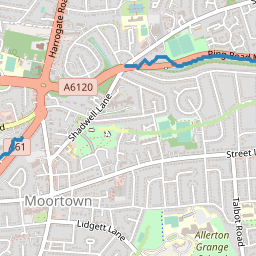 Harrogate Road
Ring Road M
A6120
Shadwell Lane
61
Street L
Moortown
Talbot Road
Lidgett Lane
Allerton
Grange